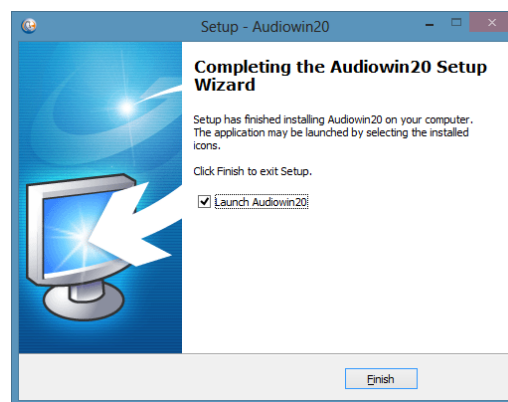 Setup - Audiowin20
Completing the Audiowin20 Setup
Wizard
Setup has finished installing Audiowin20 on your computer.
The application may be launched by selecting the installed
icons.
Click Finish to exit Setup.
Launch Audiowin20
Finish